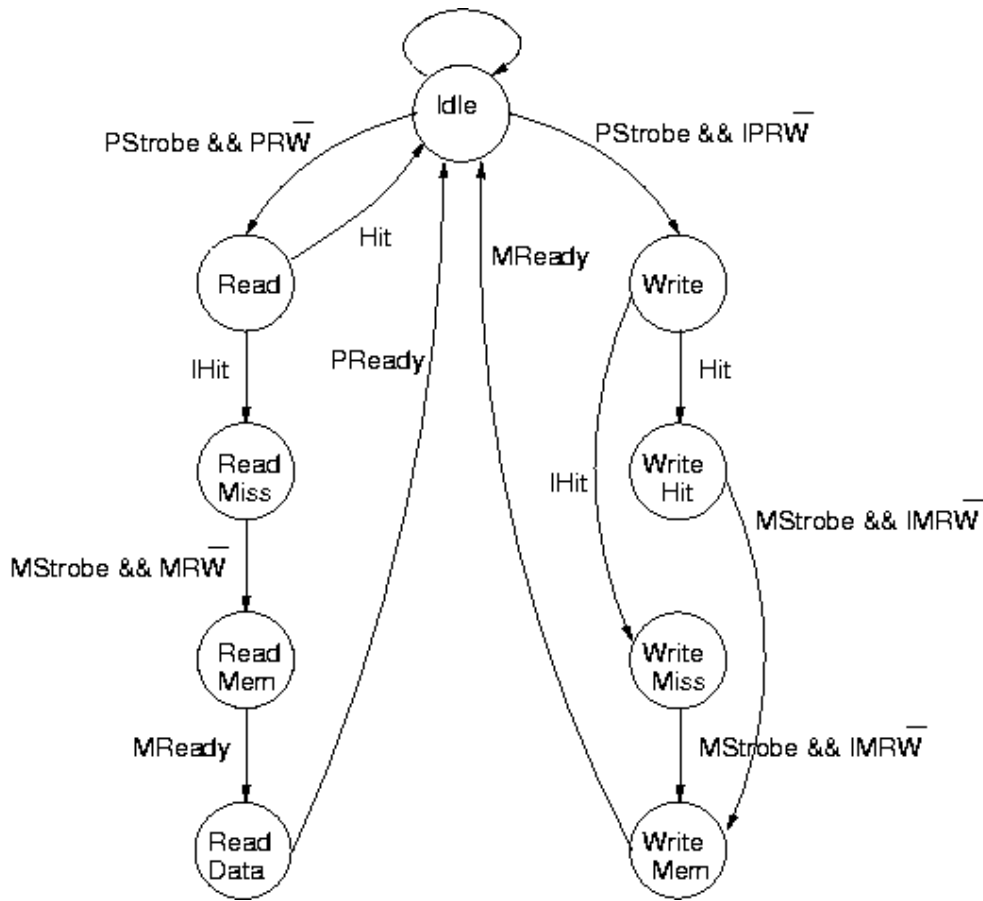 Idle
PStrobe && PRW̅
PStrobe && !PRW̅
Hit
MReady
Read
Write
!Hit
PReady
Hit
Read
Miss
Write
Hit
!Hit
MStrobe && !MRW̅
MStrobe && MRW̅
Read
Mem
Write
Miss
MReady
MStrobe && !MRW̅
Read
Data
Write
Mem